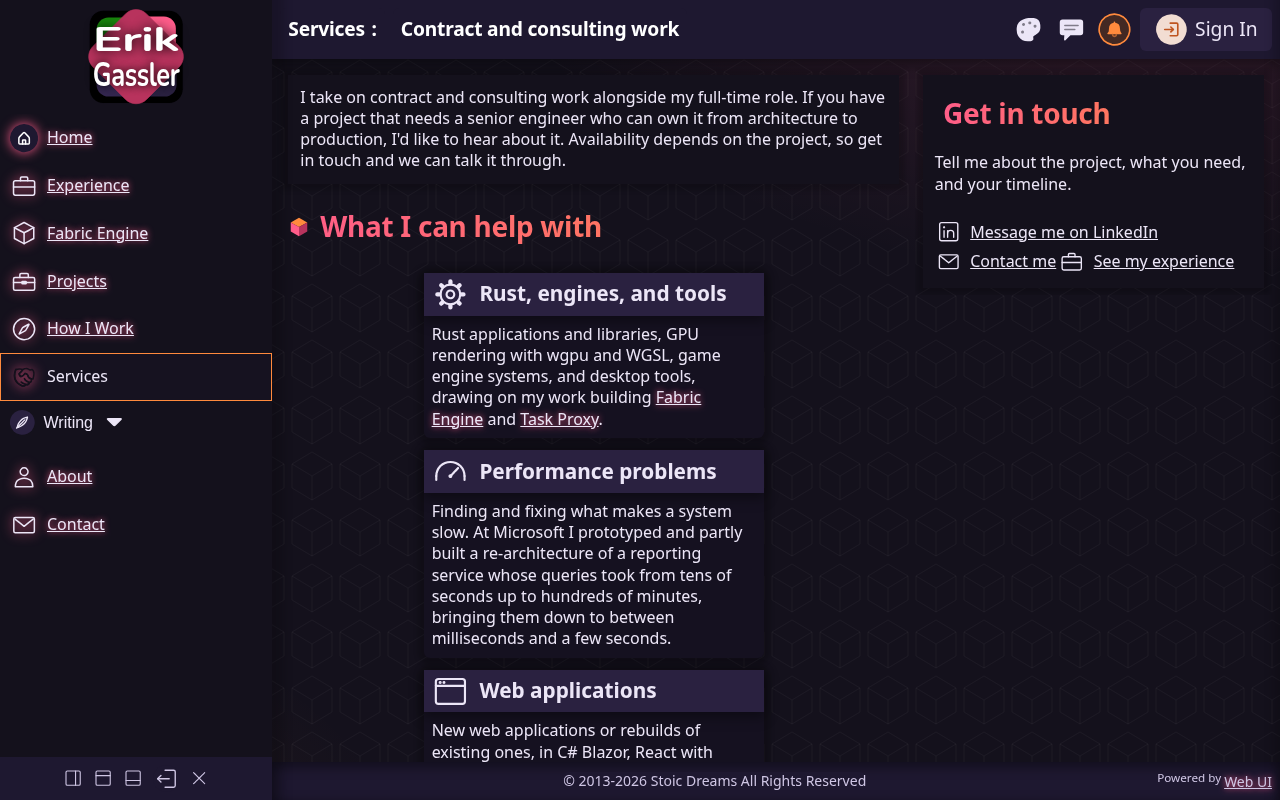 Erik
Gassler
Home
Experience
Fabric Engine
Projects
How I Work
Services
Writing
About
Contact
Services : Contract and consulting work
Sign In
I take on contract and consulting work alongside my full-time role. If you have
a project that needs a senior engineer who can own it from architecture to
production, I'd like to hear about it. Availability depends on the project, so get
in touch and we can talk it through.
What I can help with
Rust, engines, and tools
Rust applications and libraries, GPU
rendering with wgpu and WGSL, game
engine systems, and desktop tools,
drawing on my work building Fabric
Engine and Task Proxy.
Performance problems
Finding and fixing what makes a system
slow. At Microsoft I prototyped and partly
built a re-architecture of a reporting
service whose queries took from tens of
seconds up to hundreds of minutes,
bringing them down to between
milliseconds and a few seconds.
Web applications
New web applications or rebuilds of
existing ones, in C# Blazor, React with
Get in touch
Tell me about the project, what you need,
and your timeline.
Message me on LinkedIn
Contact me See my experience
© 2013-2026 Stoic Dreams All Rights Reserved
Powered by Web UI